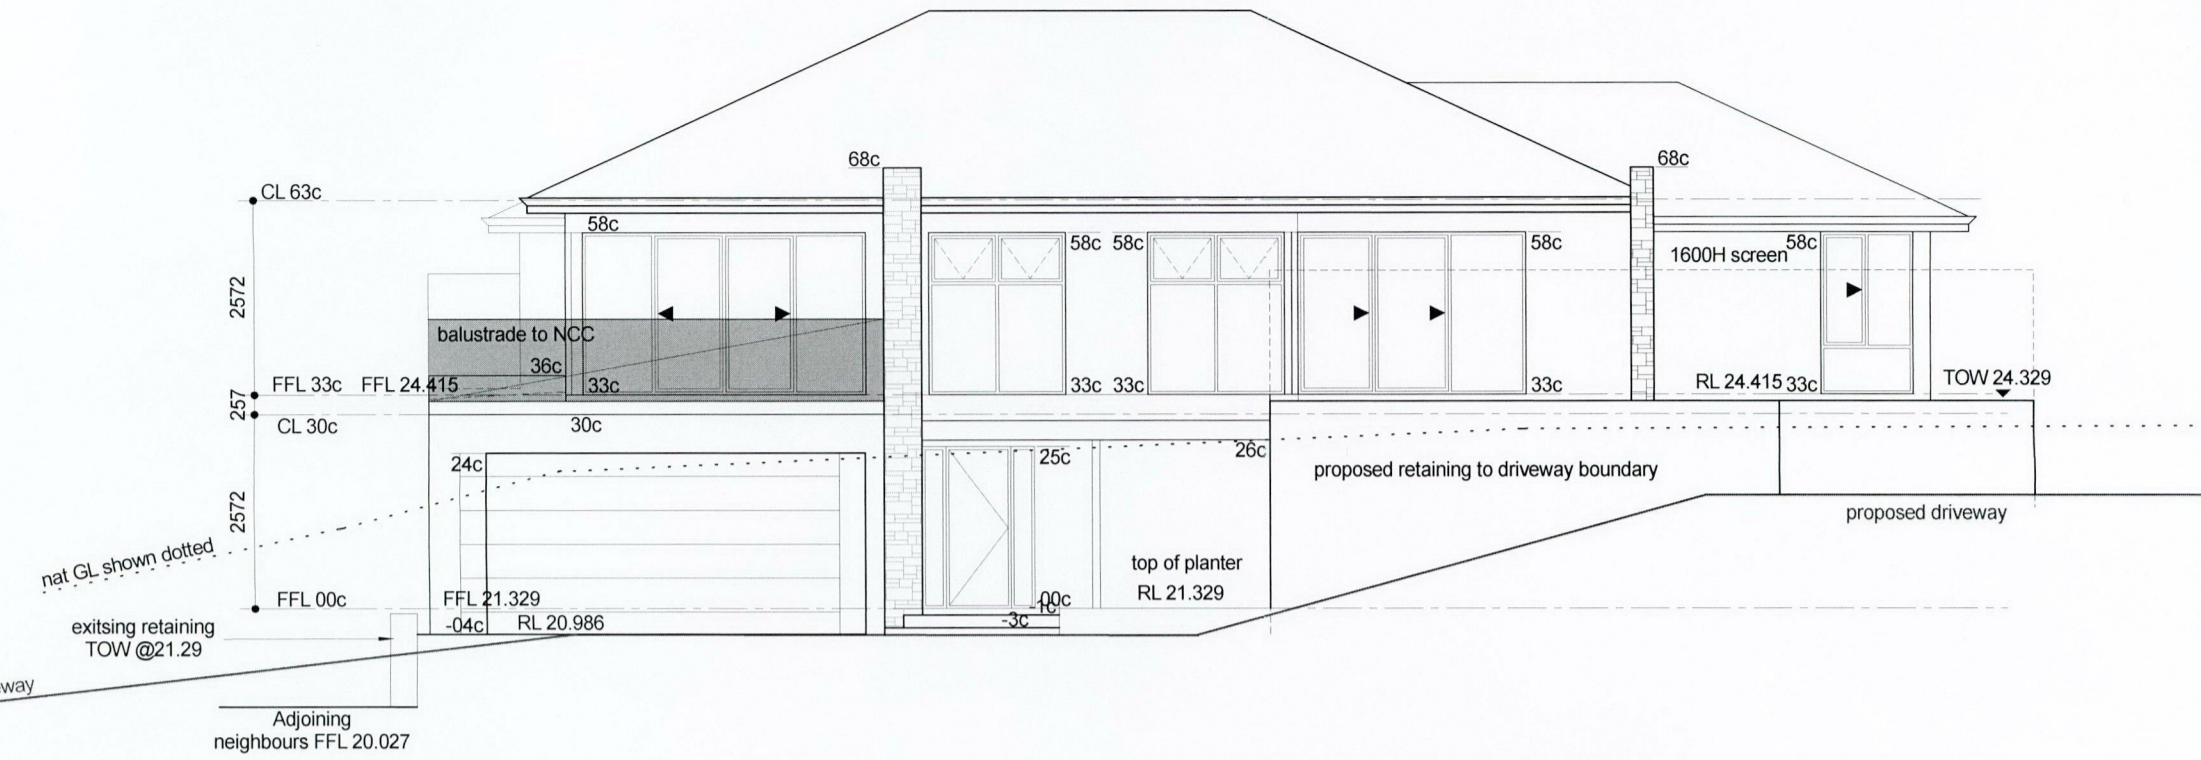 68c
68c
CL 63c
58c
58c
58c
58c
58c
1600H screen
2572
balustrade to NCC
36c
FFL 33c
FFL 24.415
33c
33c
33c
33c
RL 24.415
33c
TOW 24.329
257
CL 30c
30c
24c
25c
26c
proposed retaining to driveway boundary
2572
proposed driveway
nat GL shown dotted
top of planter
RL 21.329
FFL 00c
FFL 21.329
00c
-1c
-3c
-04c
RL 20.986
exitsing retaining
TOW @21.29
way
Adjoining
neighbours FFL 20.027